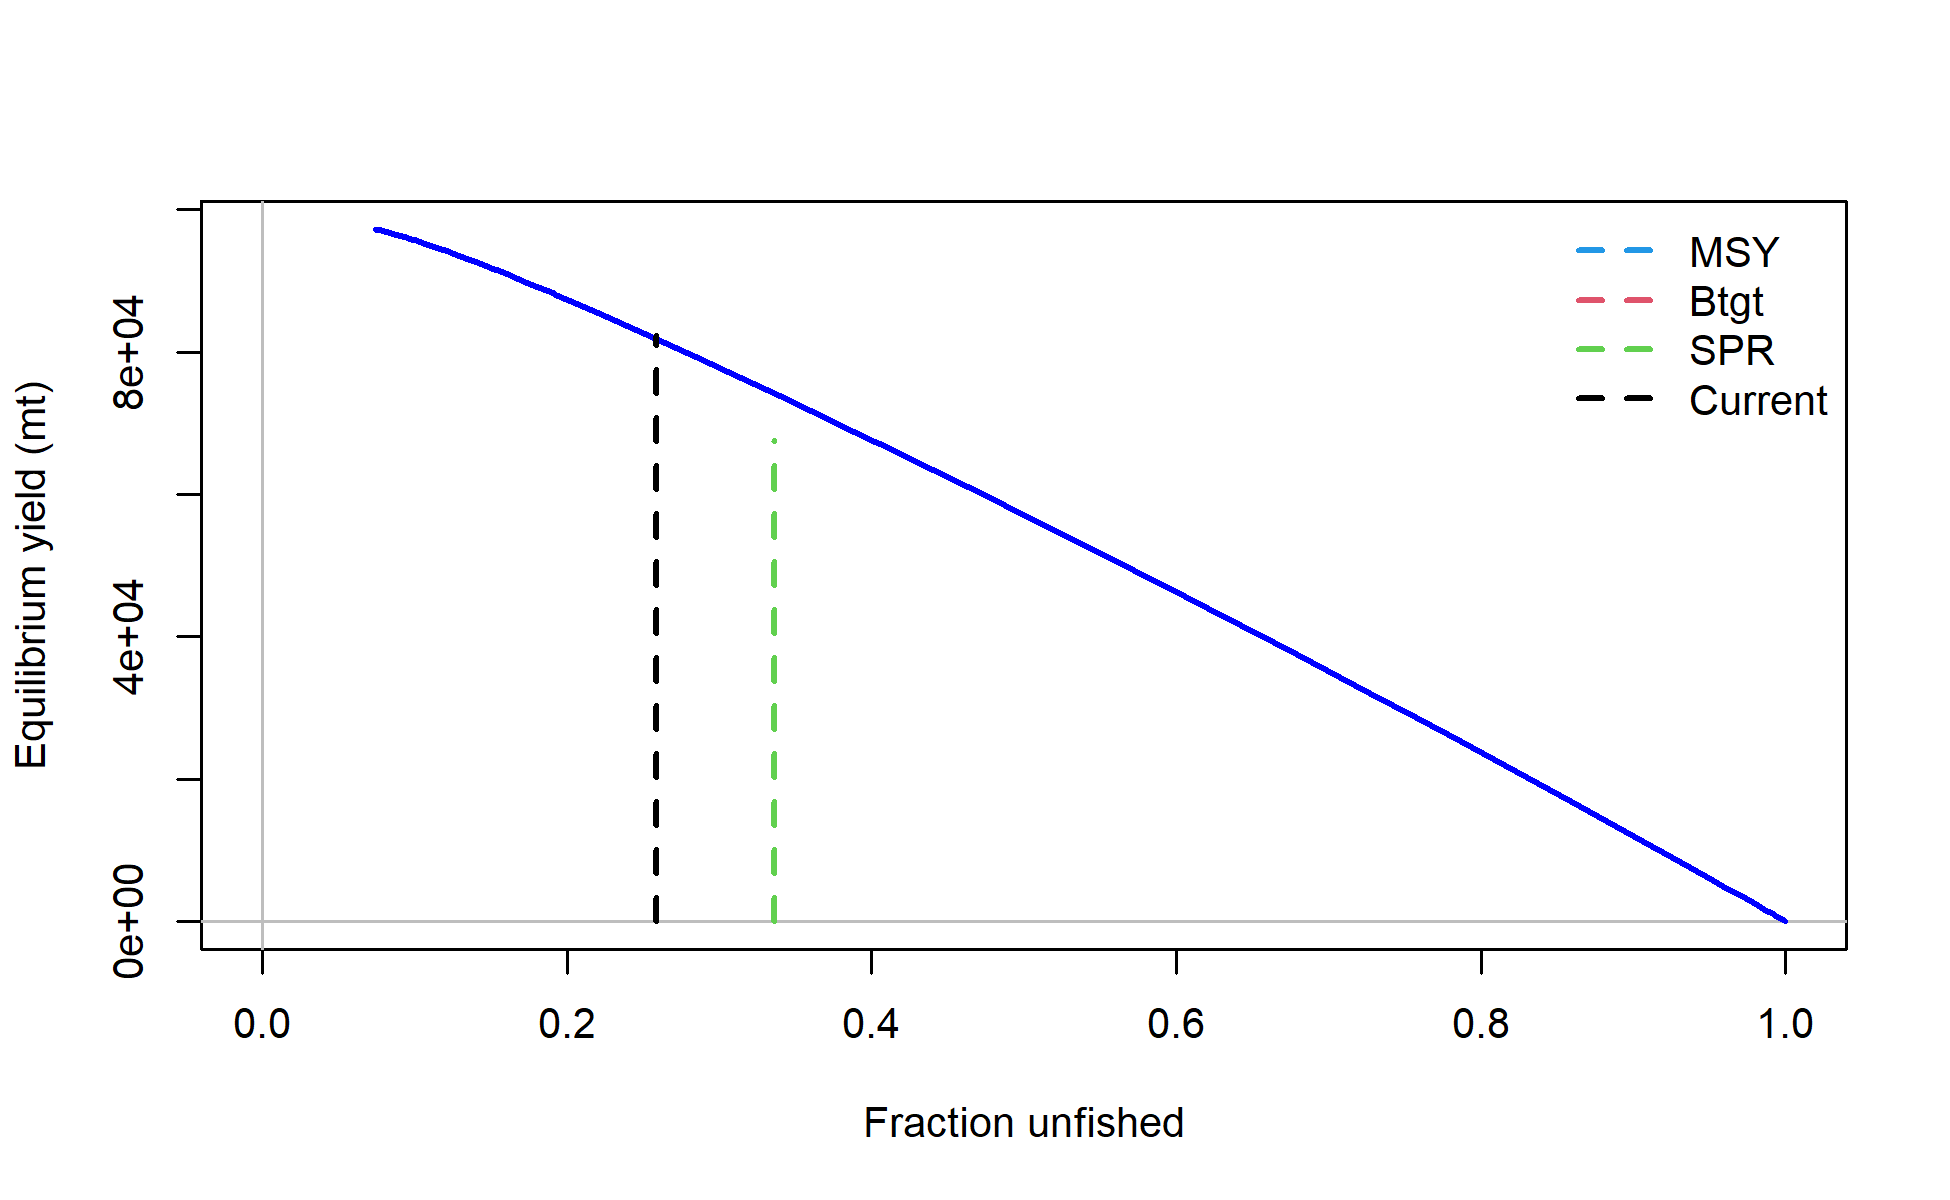 MSY
Btgt
SPR
Current
Equilibrium yield (mt)
8e+04
4e+04
0e+00
0.0 0.2 0.4 0.6 0.8 1.0
Fraction unfished